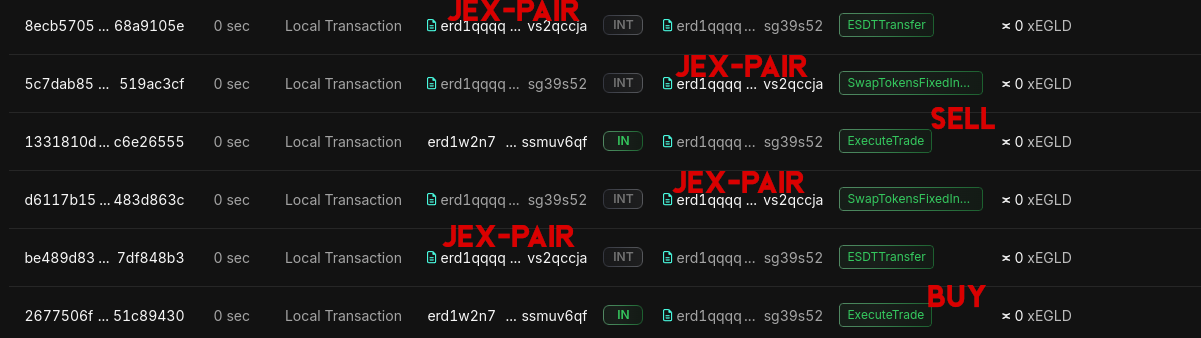 JEX-PAIR
8ecb5705 ... 68a9105e 0 sec Local Transaction erd1qqqq ... vs2qccja INT erd1qqqq ... sg39s52 ESDTTransfer 0 xEGLD
JEX-PAIR
5c7dab85 ... 519ac3cf 0 sec Local Transaction erd1qqqq ... sg39s52 INT erd1qqqq ... vs2qccja SwapTokensFixedIn... 0 xEGLD
SELL
1331810d ... c6e26555 0 sec Local Transaction erd1w2n7 ... ssmuv6qf IN erd1qqqq ... sg39s52 ExecuteTrade 0 xEGLD
JEX-PAIR
d6117b15 ... 483d863c 0 sec Local Transaction erd1qqqq ... sg39s52 INT erd1qqqq ... vs2qccja SwapTokensFixedIn... 0 xEGLD
JEX-PAIR
be489d83 ... 7df848b3 0 sec Local Transaction erd1qqqq ... vs2qccja INT erd1qqqq ... sg39s52 ESDTTransfer 0 xEGLD
BUY
2677506f ... 51c89430 0 sec Local Transaction erd1w2n7 ... ssmuv6qf IN erd1qqqq ... sg39s52 ExecuteTrade 0 xEGLD